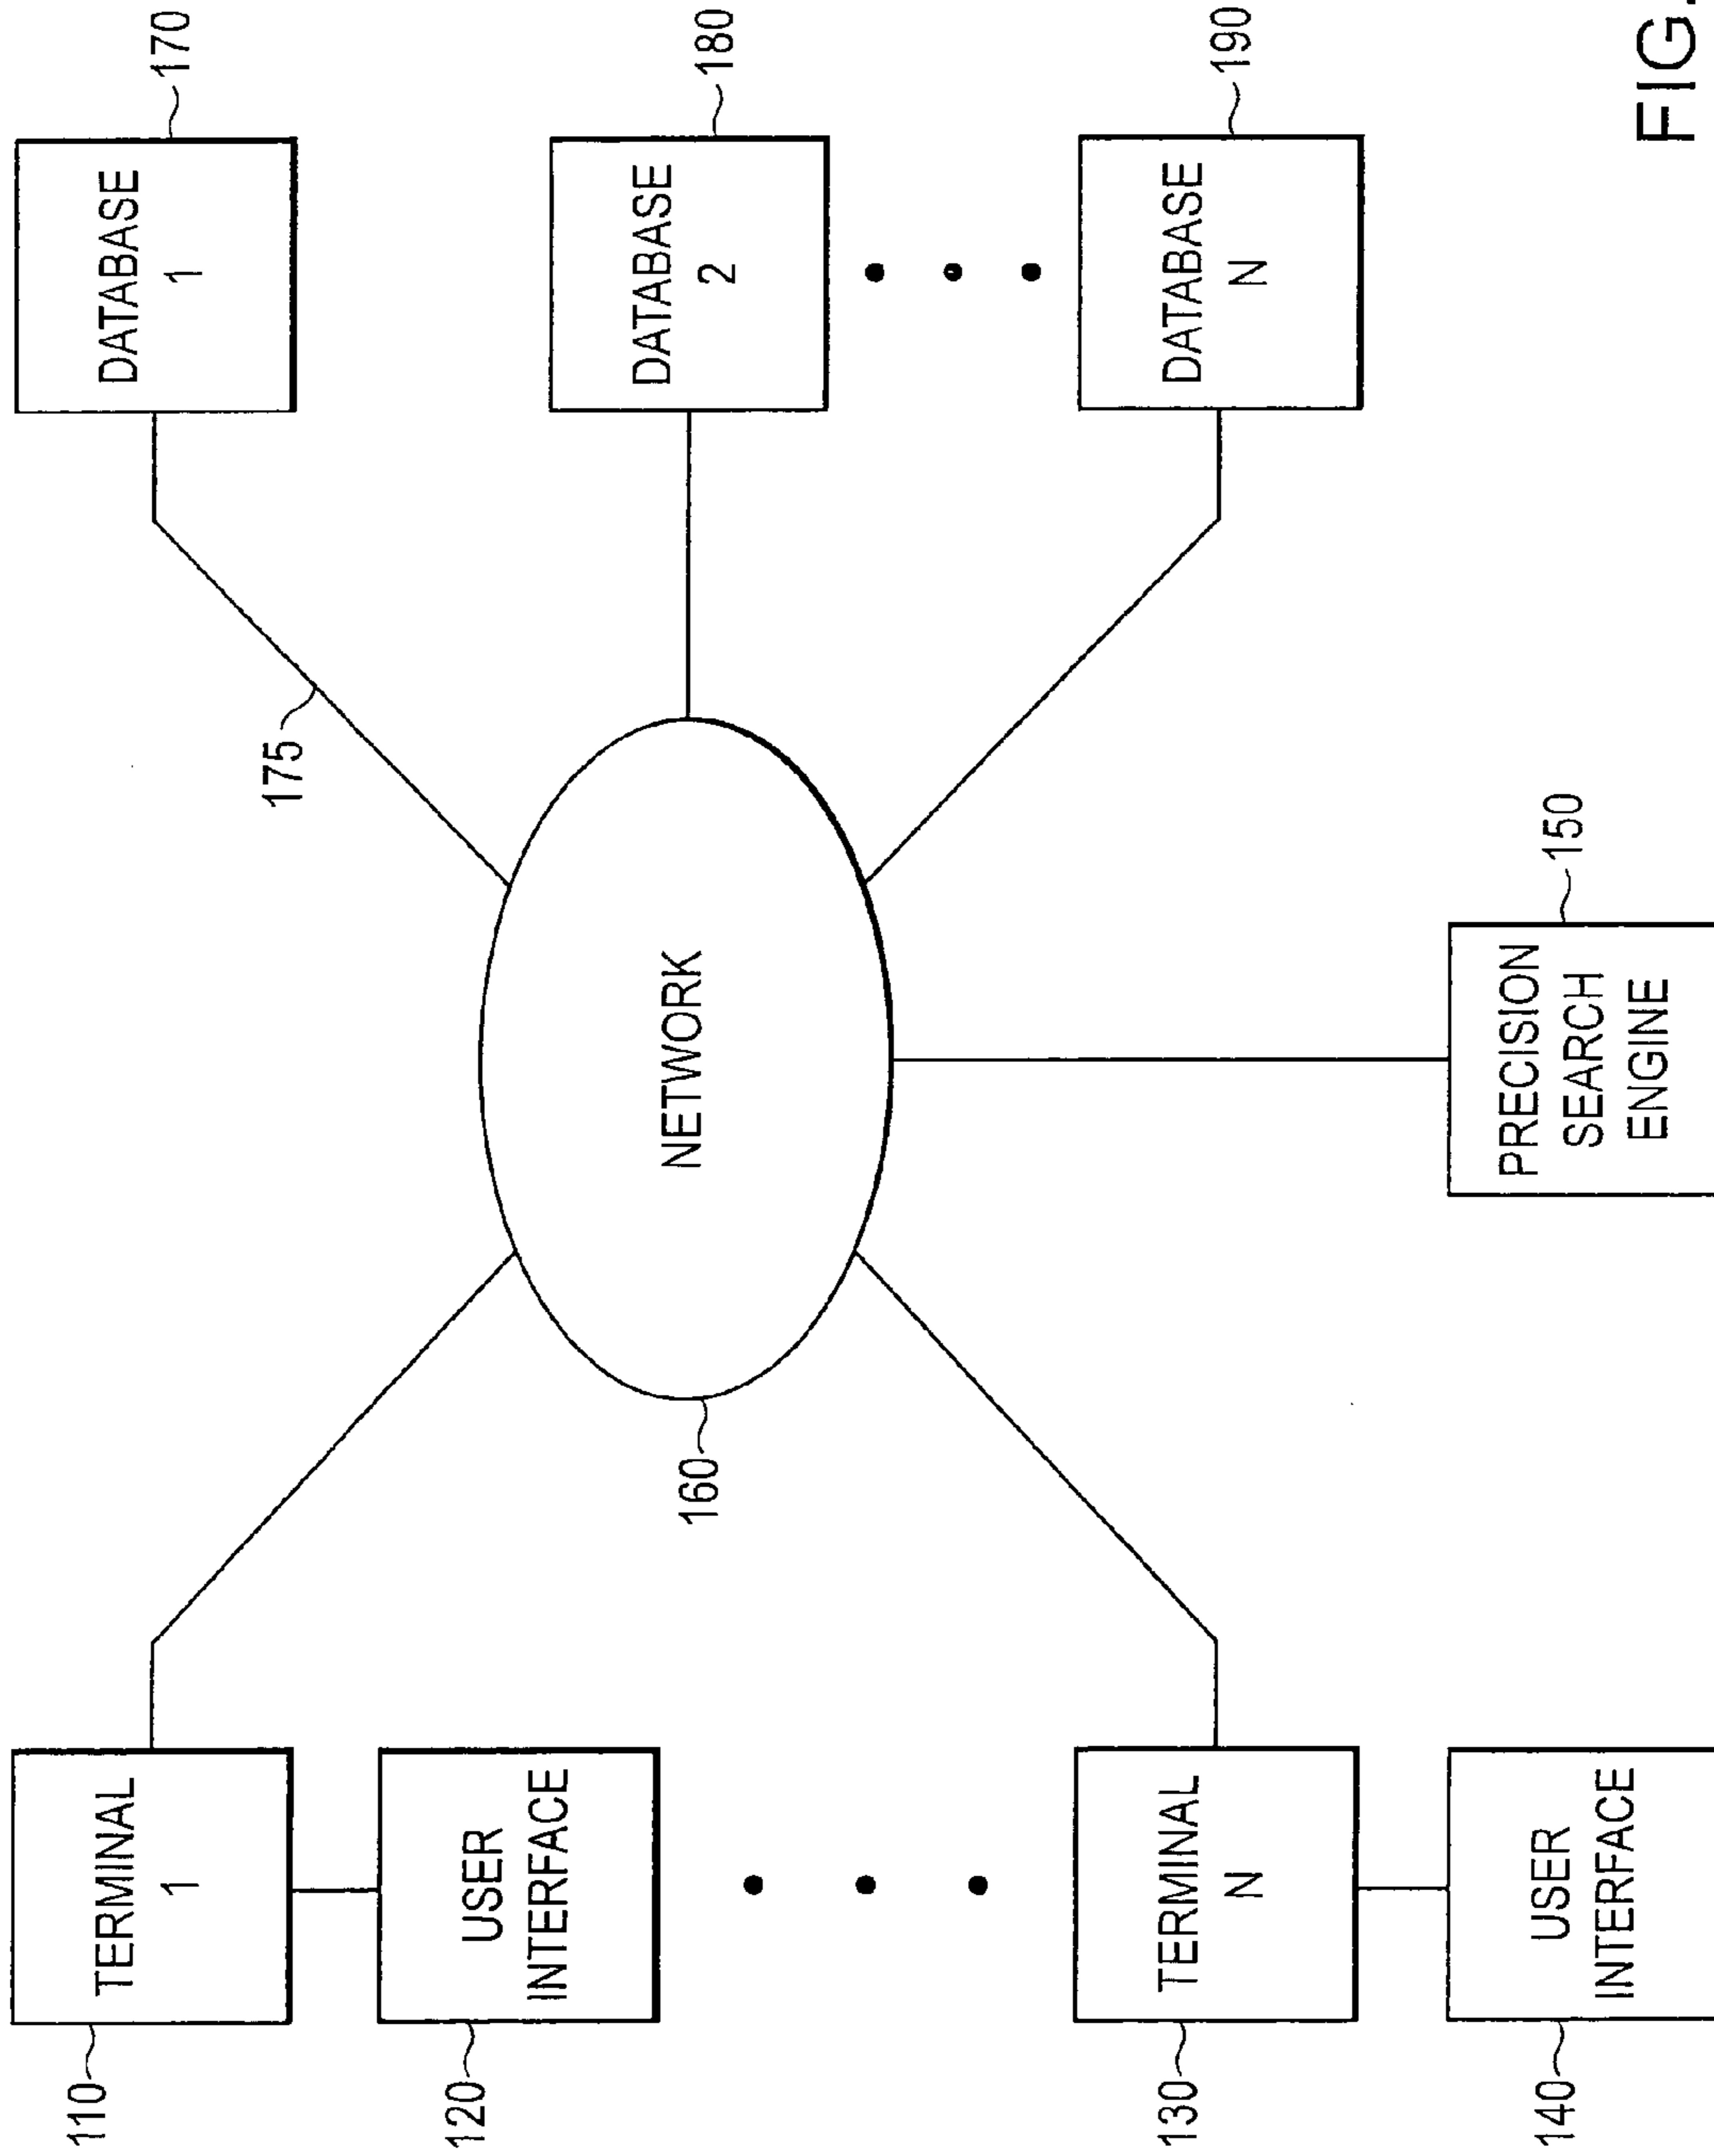 110
TERMINAL
1
120
USER
INTERFACE
130
TERMINAL
N
140
USER
INTERFACE
160
NETWORK
175
PRECISION
SEARCH
ENGINE
150
DATABASE
1
170
DATABASE
2
180
DATABASE
N
190
FIG.